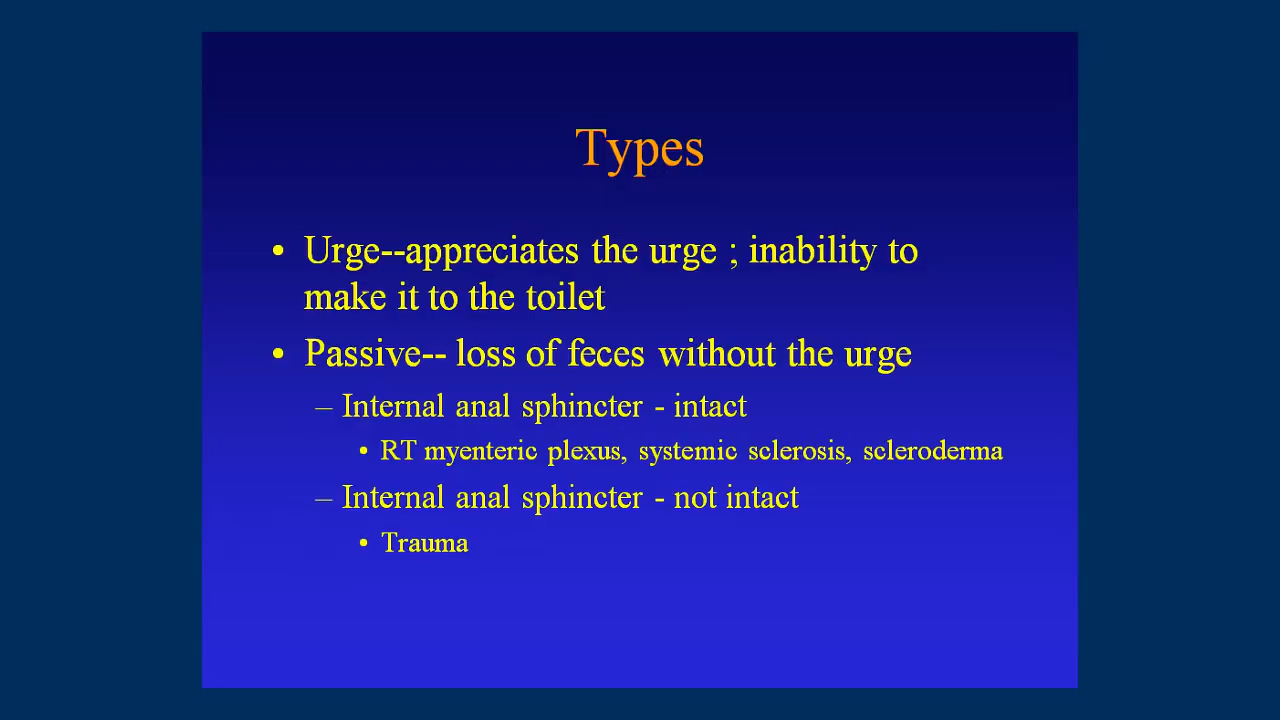 Types
• Urge--appreciates the urge ; inability to
make it to the toilet
• Passive-- loss of feces without the urge
– Internal anal sphincter - intact
• RT myenteric plexus, systemic sclerosis, scleroderma
– Internal anal sphincter - not intact
• Trauma